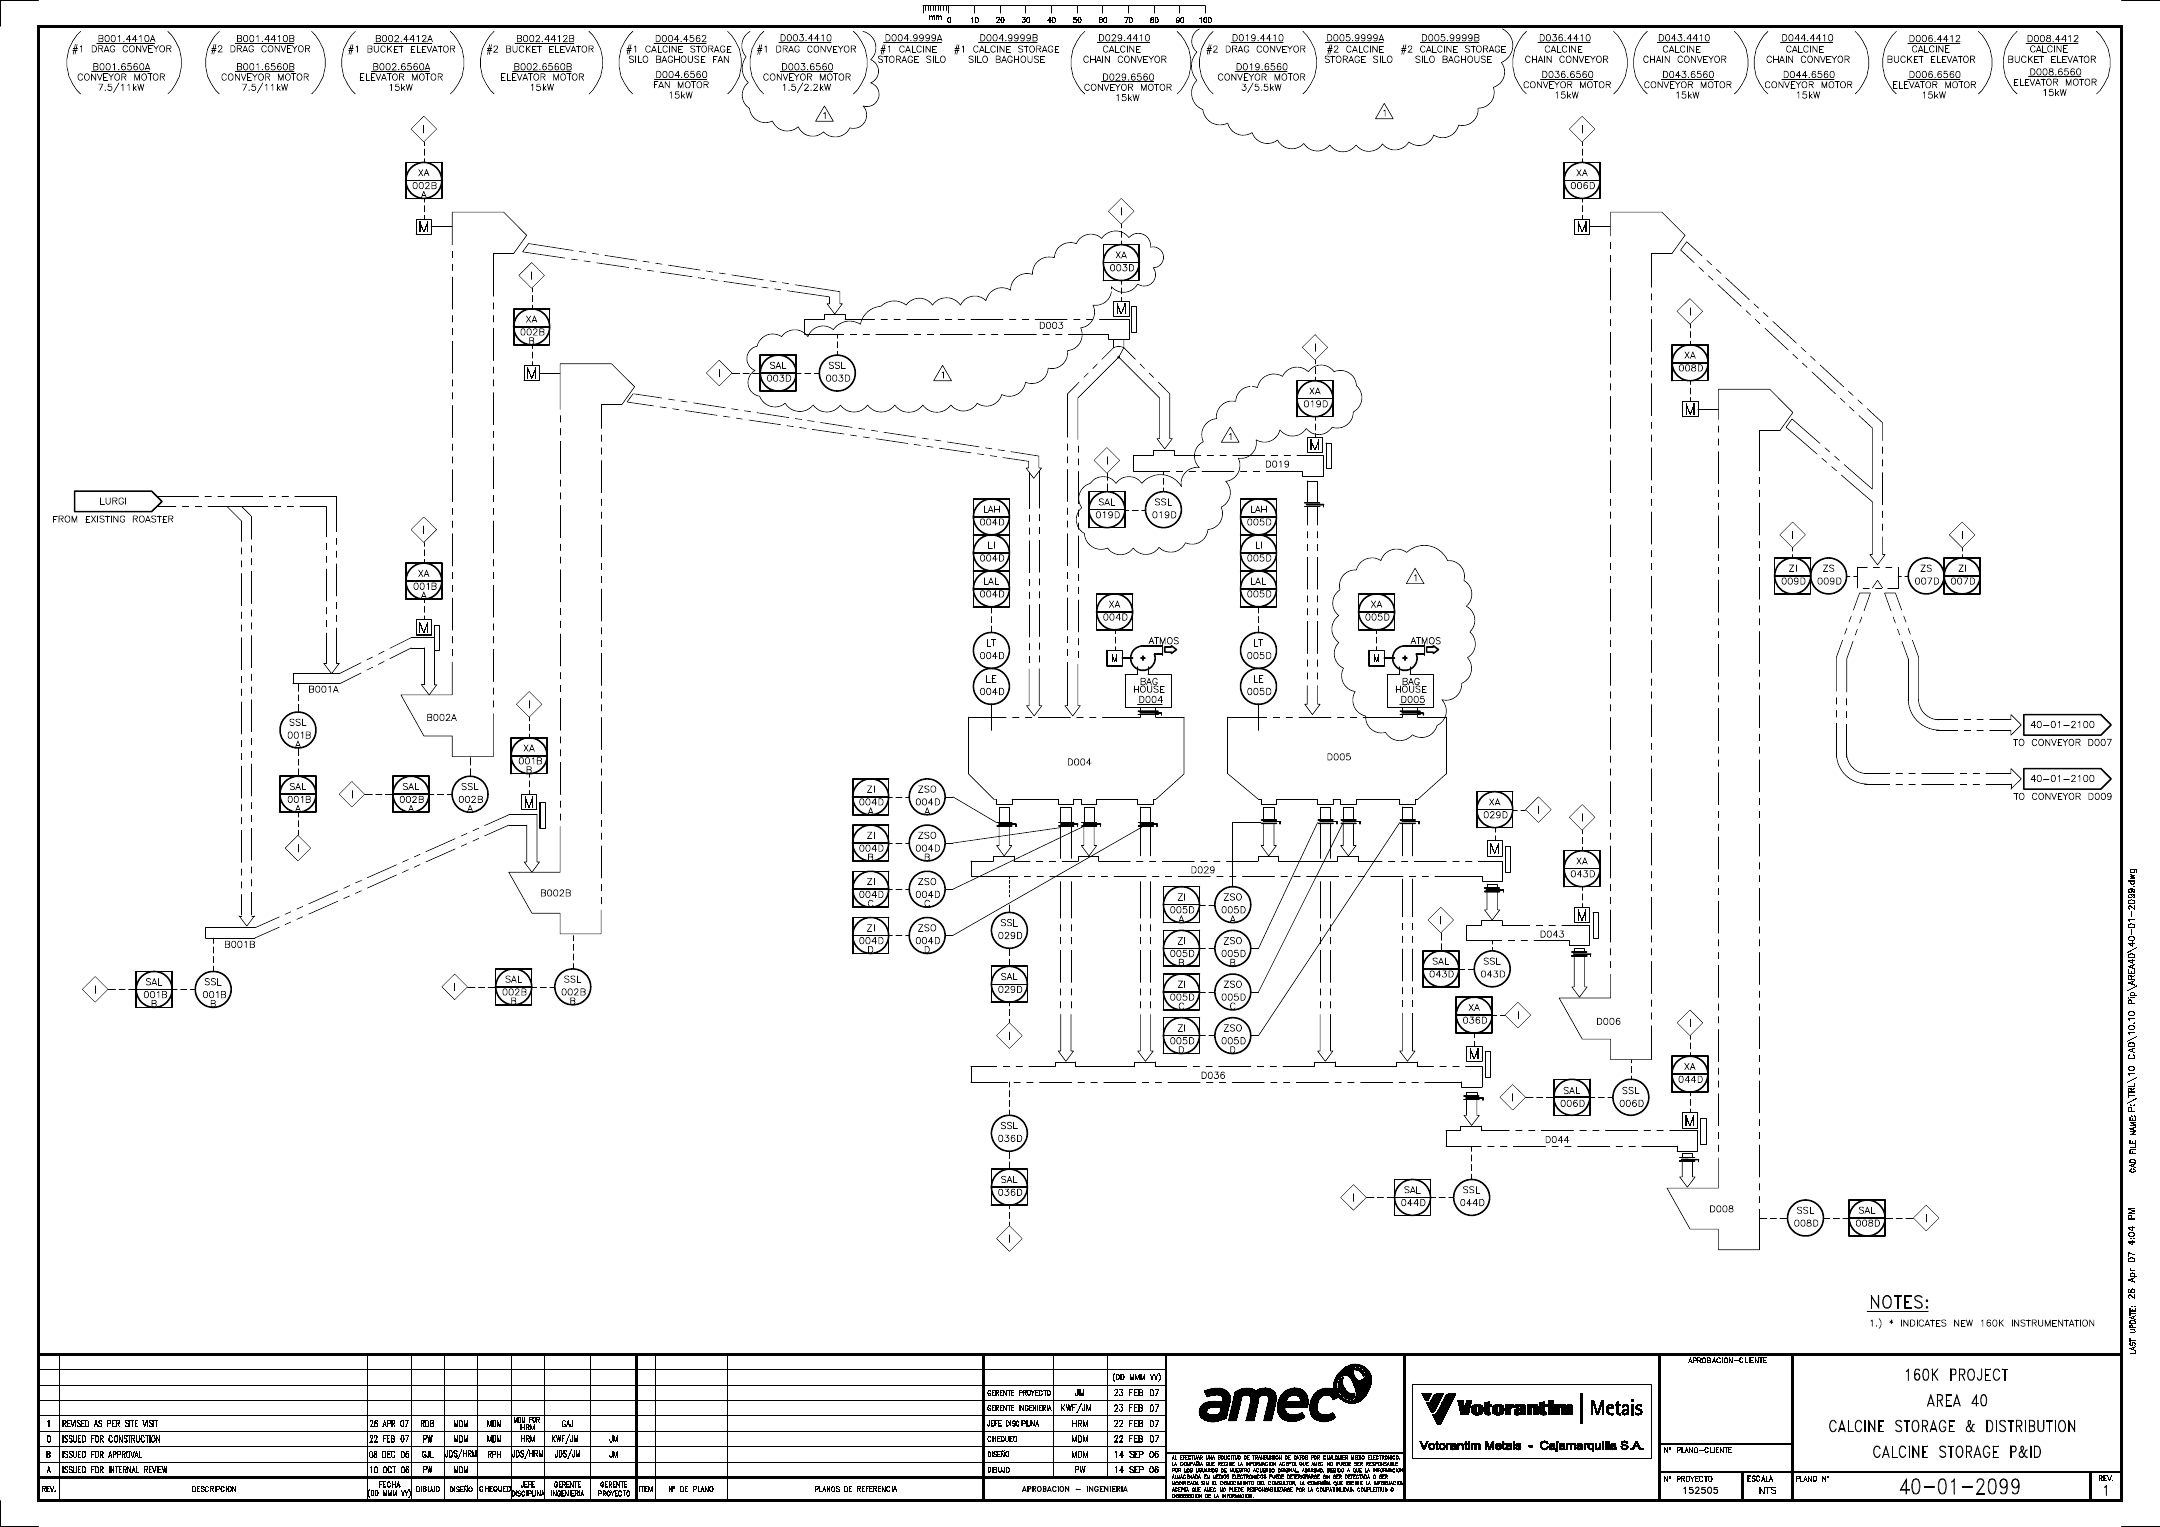 mm 0 10 20 30 40 50 60 70 80 90 100
B001.4410A
#1 DRAG CONVEYOR
B001.6560A
CONVEYOR MOTOR
7.5/11kW
B001.4410B
#2 DRAG CONVEYOR
B001.6560B
CONVEYOR MOTOR
7.5/11kW
B002.4412A
#1 BUCKET ELEVATOR
B002.6560A
ELEVATOR MOTOR
15kW
B002.4412B
#2 BUCKET ELEVATOR
B002.6560B
ELEVATOR MOTOR
15kW
D004.4562
#1 CALCINE STORAGE
SILO BAGHOUSE FAN
D004.6560
FAN MOTOR
15kW
D003.4410
#1 DRAG CONVEYOR
D003.6560
CONVEYOR MOTOR
1.5/2.2kW
1
D004.9999A
#1 CALCINE
STORAGE SILO
D004.9999B
#1 CALCINE STORAGE
SILO BAGHOUSE
D029.4410
CALCINE
CHAIN CONVEYOR
D029.6560
CONVEYOR MOTOR
15kW
D019.4410
#2 DRAG CONVEYOR
D019.6560
CONVEYOR MOTOR
3/5.5kW
D005.9999A
#2 CALCINE
STORAGE SILO
D005.9999B
#2 CALCINE STORAGE
SILO BAGHOUSE
1
D036.4410
CALCINE
CHAIN CONVEYOR
D036.6560
CONVEYOR MOTOR
15kW
D043.4410
CALCINE
CHAIN CONVEYOR
D043.6560
CONVEYOR MOTOR
15kW
D044.4410
CALCINE
CHAIN CONVEYOR
D044.6560
CONVEYOR MOTOR
15kW
D006.4412
CALCINE
BUCKET ELEVATOR
D006.6560
ELEVATOR MOTOR
15kW
D008.4412
CALCINE
BUCKET ELEVATOR
D008.6560
ELEVATOR MOTOR
15kW
I
XA
002B
A
M
I
XA
002B
B
M
I
XA
003D
M
D003
I
SAL
003D
SSL
003D
1
I
XA
019D
M
1
D019
I
SAL
019D
SSL
019D
I
XA
006D
M
I
XA
008D
M
LURGI
FROM EXISTING ROASTER
I
XA
001B
A
M
B001A
SSL
001B
A
SAL
001B
A
I
B002A
I
SAL
002B
A
SSL
002B
A
I
XA
001B
B
M
B001B
I
SAL
001B
B
SSL
001B
B
B002B
I
SAL
002B
B
SSL
002B
B
LAH
004D
LI
004D
LAL
004D
LT
004D
LE
004D
XA
004D
M
ATMOS
BAG
HOUSE
D004
D004
LAH
005D
LI
005D
LAL
005D
LT
005D
LE
005D
1
XA
005D
M
ATMOS
BAG
HOUSE
D005
D005
I
ZI
009D
ZS
009D
ZS
007D
ZI
007D
I
40-01-2100
TO CONVEYOR D007
40-01-2100
TO CONVEYOR D009
ZI
004D
A
ZSO
004D
A
ZI
004D
B
ZSO
004D
B
ZI
004D
C
ZSO
004D
C
ZI
004D
D
ZSO
004D
D
D029
SSL
029D
SAL
029D
I
ZI
005D
A
ZSO
005D
A
ZI
005D
B
ZSO
005D
B
ZI
005D
C
ZSO
005D
C
ZI
005D
D
ZSO
005D
D
XA
029D
I
M
I
XA
043D
M
D043
I
SAL
043D
SSL
043D
XA
036D
I
M
D036
SSL
036D
SAL
036D
I
D006
I
SAL
006D
SSL
006D
I
XA
044D
M
D044
I
SAL
044D
SSL
044D
D008
SSL
008D
SAL
008D
I
NOTES:
1.) * INDICATES NEW 160K INSTRUMENTATION
CAD FILE NAME: P:\TRL\10 CAD\10.10 Pip\AREA40\40-01-2099.dwg
LAST UPDATE: 26 Apr 07 4:04 PM
1 REVISED AS PER SITE VISIT 26 APR 07 RDB MDM MDM MDM FOR HRM GAJ
0 ISSUED FOR CONSTRUCTION 22 FEB 07 PW MDM MDM HRM KWF/JM JM
B ISSUED FOR APPROVAL 08 DEC 06 GJL JDS/HRM RPH JDS/HRM JDS/JM JM
A ISSUED FOR INTERNAL REVIEW 10 OCT 06 PW MDM
REV. DESCRIPCION FECHA (DD MMM YY) DIBUJO DISEÑO CHEQUEO JEFE DISCIPLINA GERENTE INGENIERIA GERENTE PROYECTO ITEM Nº DE PLANO PLANOS DE REFERENCIA
(DD MMM YY)
GERENTE PROYECTO JM 23 FEB 07
GERENTE INGENIERIA KWF/JM 23 FEB 07
JEFE DISCIPLINA HRM 22 FEB 07
CHEQUEO MDM 22 FEB 07
DISEÑO MDM 14 SEP 06
DIBUJO PW 14 SEP 06
APROBACION - INGENIERIA
amec
Votorantim | Metais
Votorantim Metais - Cajamarquilla S.A.
APROBACION-CLIENTE
Nº PLANO-CLIENTE
Nº PROYECTO
152505
ESCALA
NTS
160K PROJECT
AREA 40
CALCINE STORAGE & DISTRIBUTION
CALCINE STORAGE P&ID
PLANO Nº
40-01-2099
REV.
1